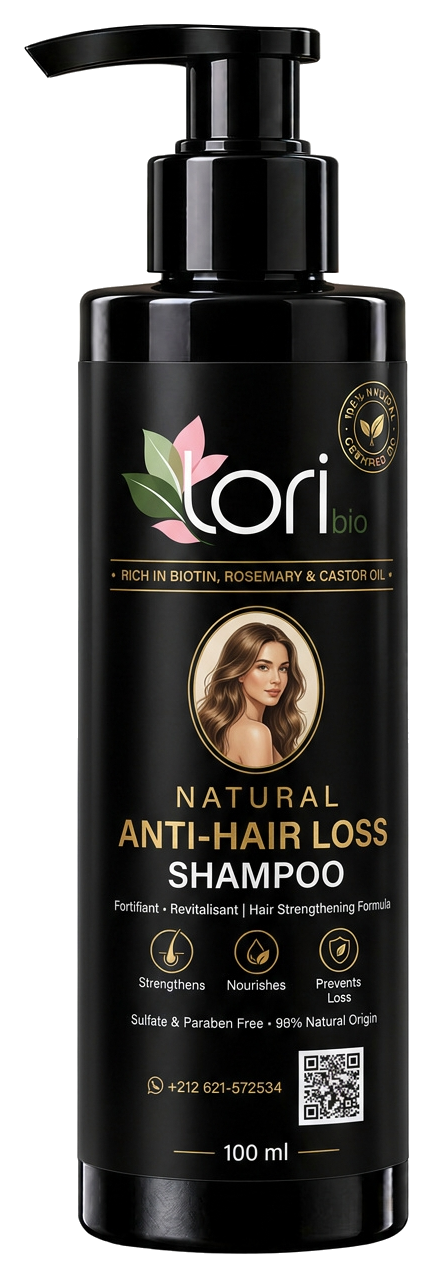 lori bio
• RICH IN BIOTIN, ROSEMARY & CASTOR OIL •
NATURAL
ANTI-HAIR LOSS
SHAMPOO
Fortifiant • Revitalisant | Hair Strengthening Formula
Strengthens
Nourishes
Prevents
Loss
Sulfate & Paraben Free • 98% Natural Origin
+212 621-572534
100 ml